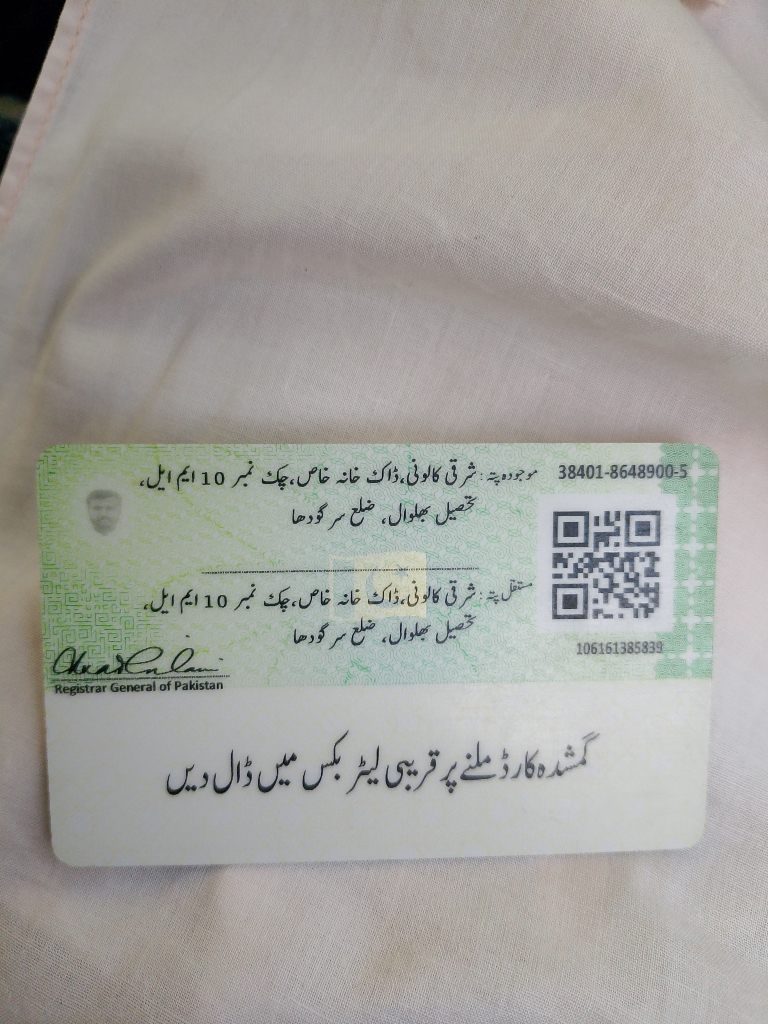 38401-8648900-5
موجودہ پتہ: شرقی کالونی، ڈاک خانہ خاص، چک نمبر 10 ایم ایل،
تحصیل بھلوال، ضلع سرگودھا
مستقل پتہ: شرقی کالونی، ڈاک خانہ خاص، چک نمبر 10 ایم ایل،
تحصیل بھلوال، ضلع سرگودھا
106161385839
Registrar General of Pakistan
گمشدہ کارڈ ملنے پر قریبی لیٹر بکس میں ڈال دیں